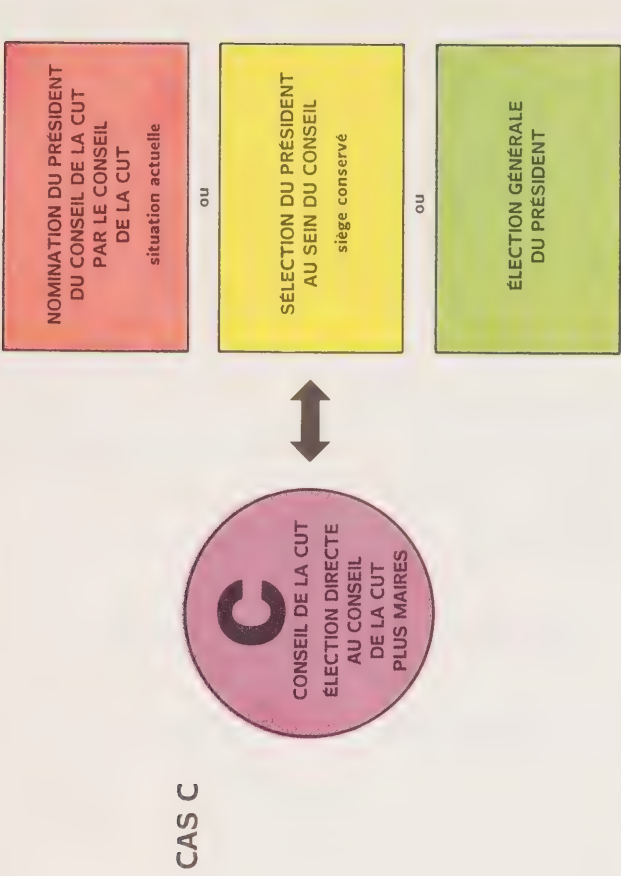 CAS C
C
CONSEIL DE LA CUT
ÉLECTION DIRECTE
AU CONSEIL
DE LA CUT
PLUS MAIRES
NOMINATION DU PRÉSIDENT
DU CONSEIL DE LA CUT
PAR LE CONSEIL
DE LA CUT
situation actuelle
ou
SÉLECTION DU PRÉSIDENT
AU SEIN DU CONSEIL
siège conservé
ou
ÉLECTION GÉNÉRALE
DU PRÉSIDENT